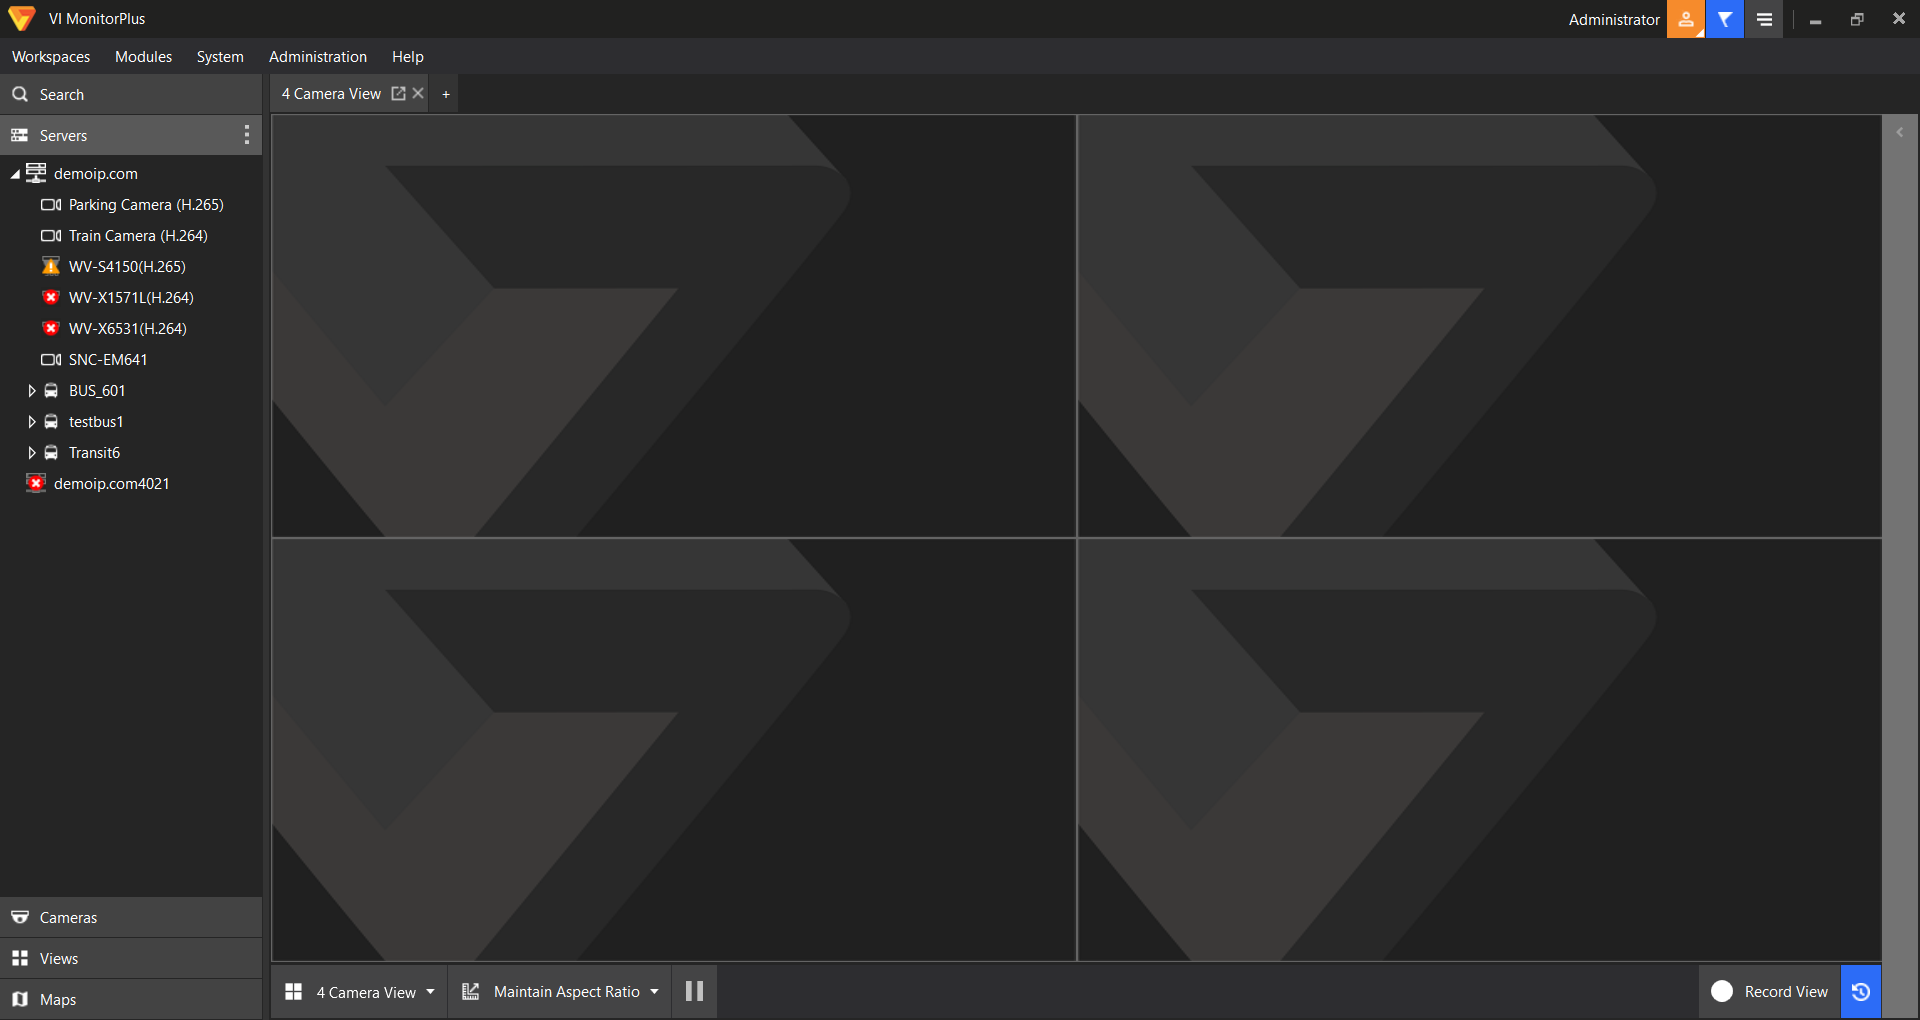 VI MonitorPlus
Administrator
Workspaces Modules System Administration Help
Search
4 Camera View +
Servers
demoip.com
Parking Camera (H.265)
Train Camera (H.264)
WV-S4150(H.265)
WV-X1571L(H.264)
WV-X6531(H.264)
SNC-EM641
BUS_601
testbus1
Transit6
demoip.com4021
Cameras
Views
Maps
4 Camera View
Maintain Aspect Ratio
Record View